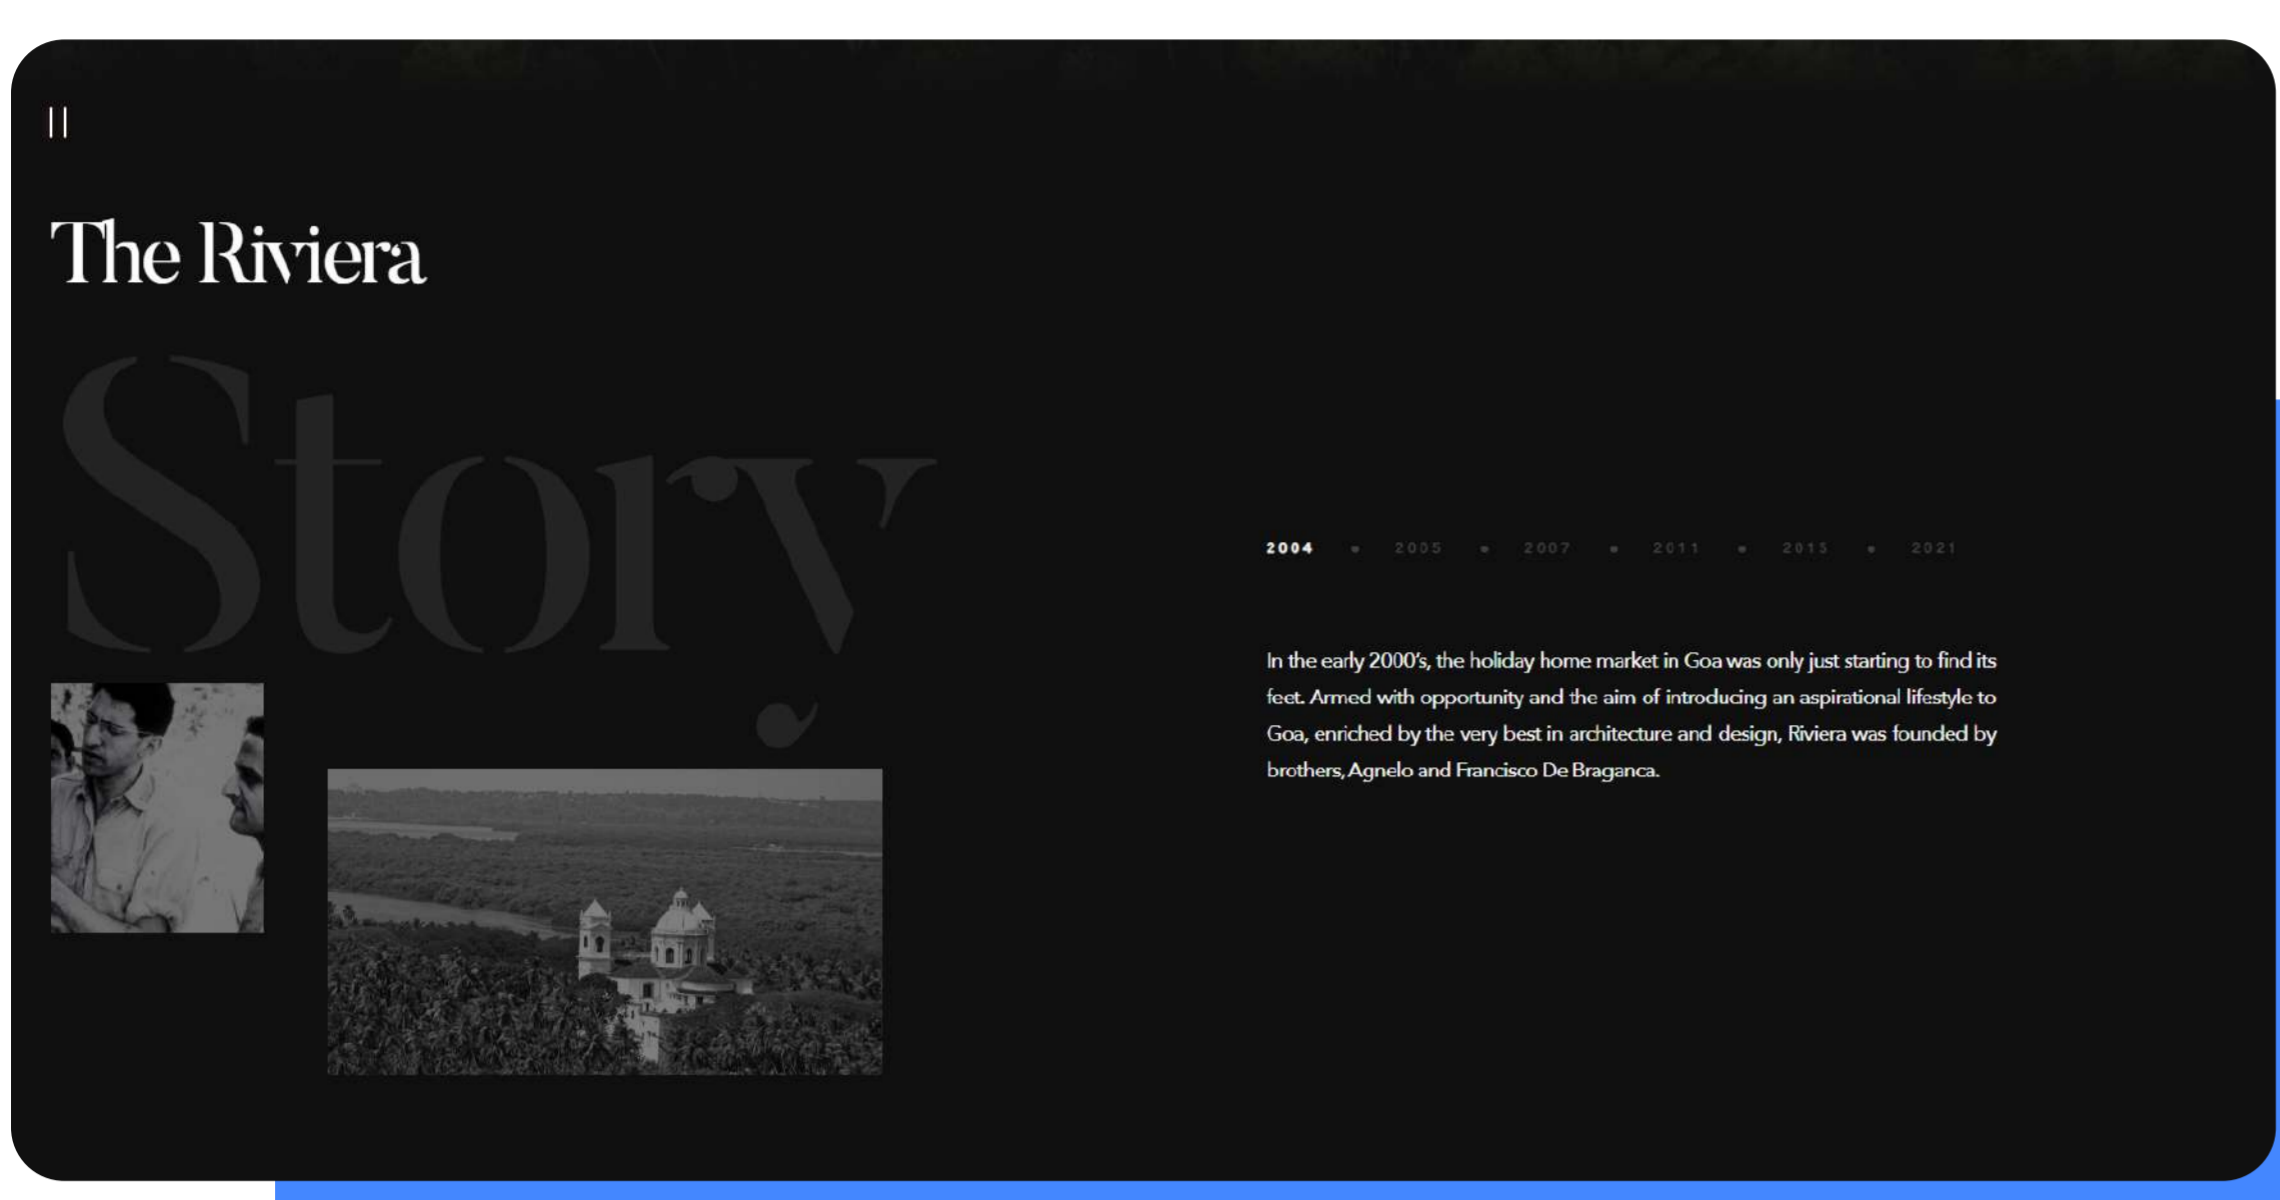 The Riviera
Story
2004 • 2005 • 2007 • 2011 • 2015 • 2021
In the early 2000's, the holiday home market in Goa was only just starting to find its
feet. Armed with opportunity and the aim of introducing an aspirational lifestyle to
Goa, enriched by the very best in architecture and design, Riviera was founded by
brothers, Agnelo and Francisco De Braganca.